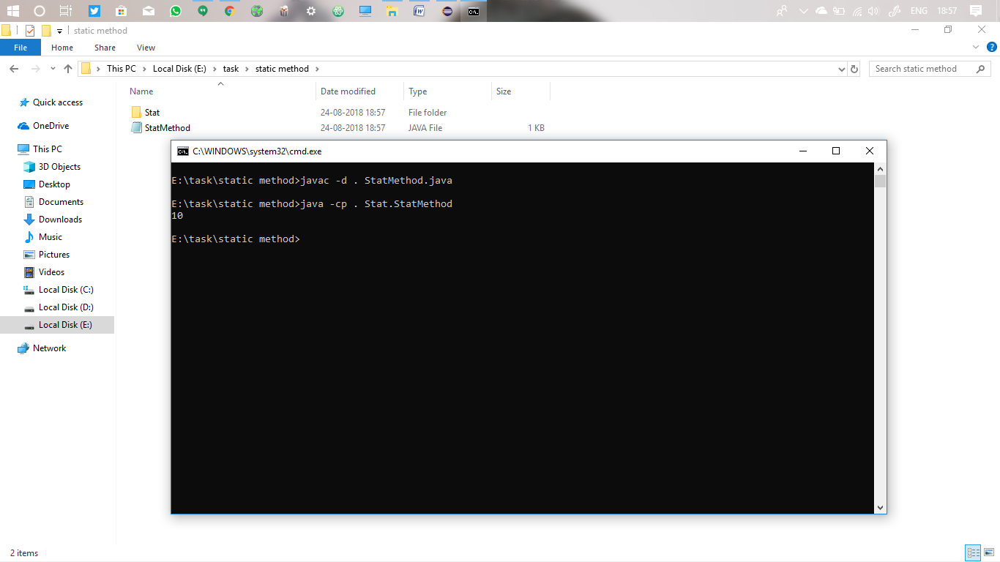 ENG 18:57
static method
File Home Share View
This PC Local Disk (E:) task static method Search static method
Name Date modified Type Size
Quick access
OneDrive
This PC
3D Objects
Desktop
Documents
Downloads
Music
Pictures
Videos
Local Disk (C:)
Local Disk (D:)
Local Disk (E:)
Network
Stat 24-08-2018 18:57 File folder
StatMethod 24-08-2018 18:57 JAVA File 1 KB
C:\WINDOWS\system32\cmd.exe
E:\task\static method>javac -d . StatMethod.java
E:\task\static method>java -cp . Stat.StatMethod
10
E:\task\static method>
2 items